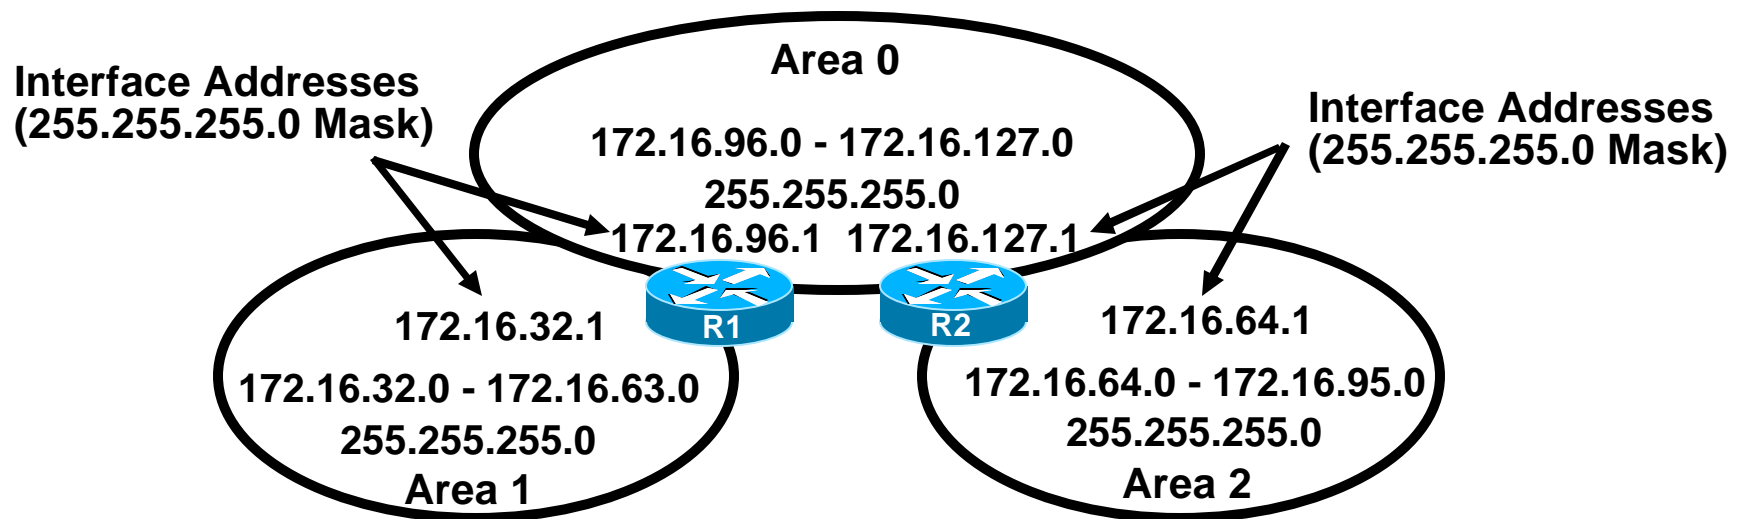 Area 0
Interface Addresses
(255.255.255.0 Mask)
Interface Addresses
(255.255.255.0 Mask)
172.16.96.0 - 172.16.127.0
255.255.255.0
172.16.96.1 172.16.127.1
R1
R2
172.16.32.1
172.16.32.0 - 172.16.63.0
255.255.255.0
Area 1
172.16.64.1
172.16.64.0 - 172.16.95.0
255.255.255.0
Area 2